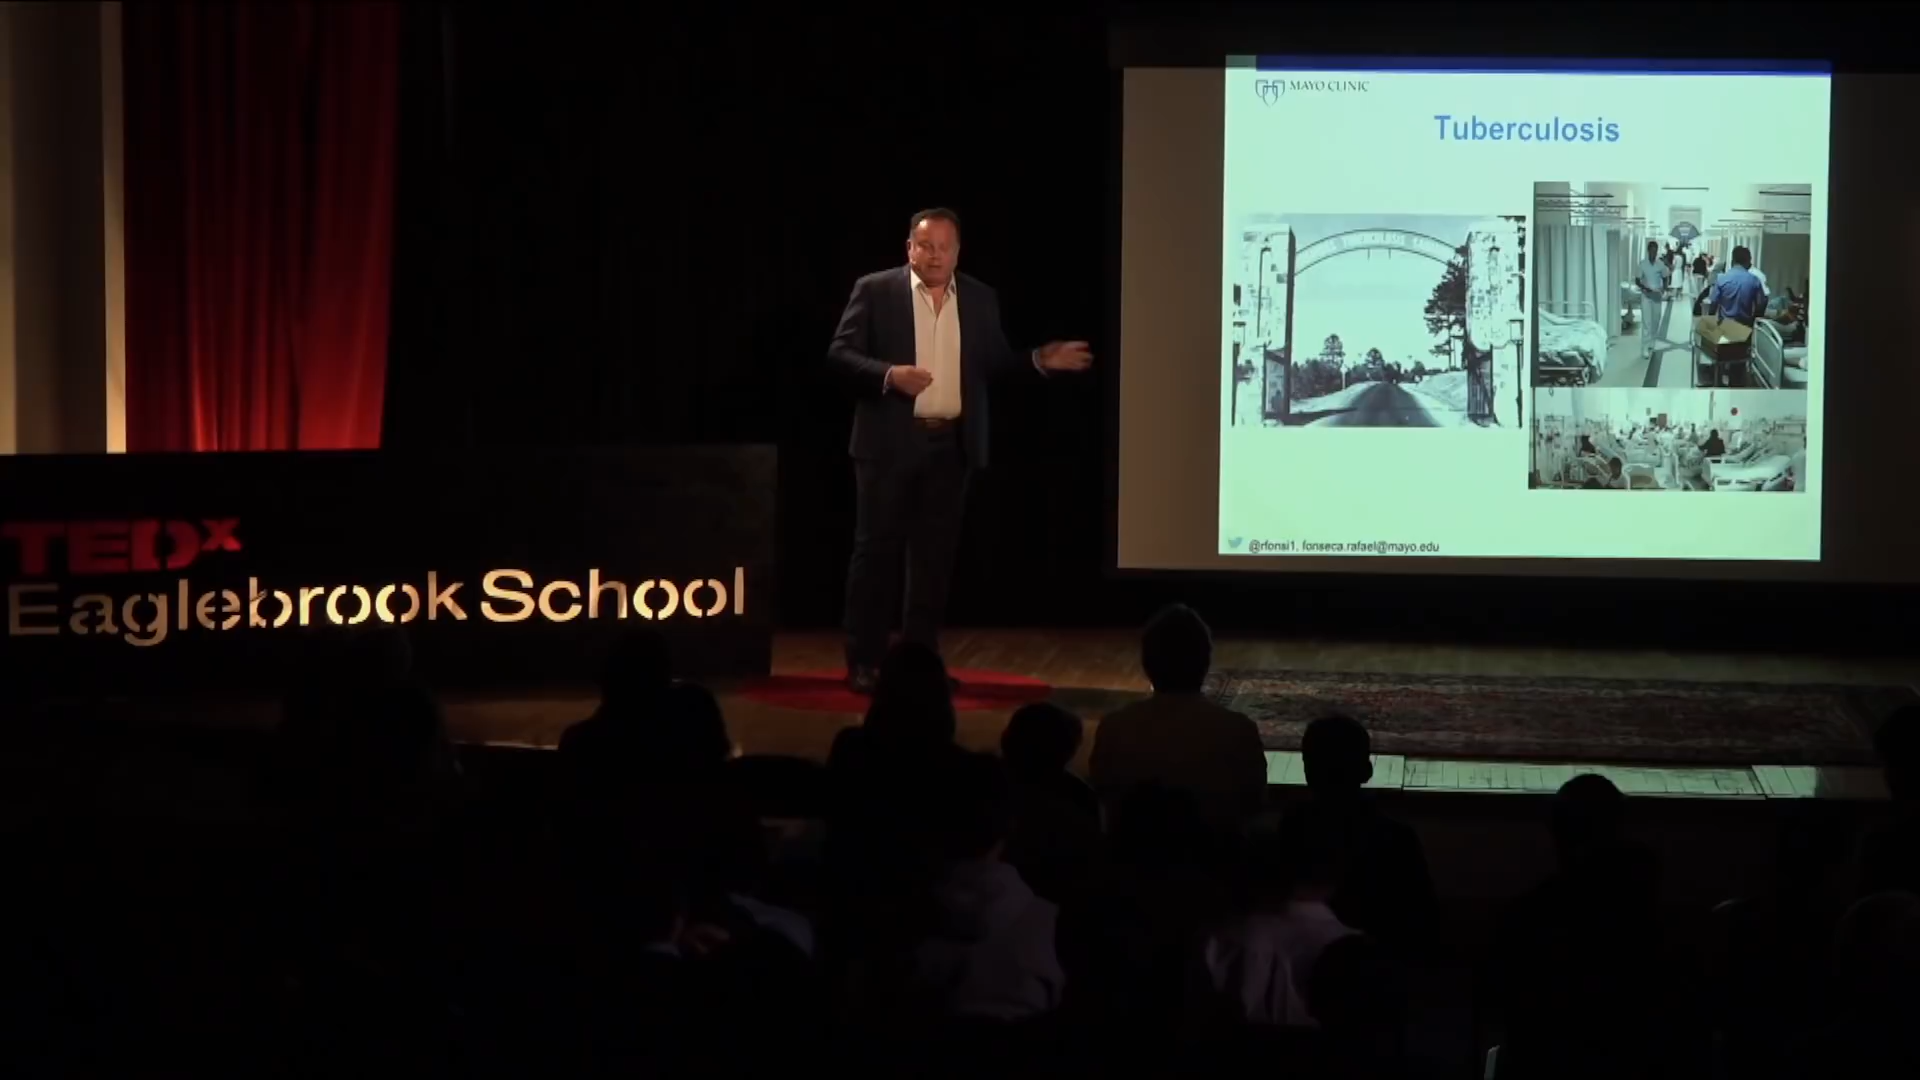 MAYO CLINIC
Tuberculosis
@rfonsi1, fonseca.rafael@mayo.edu
TEDx
Eaglebrook School